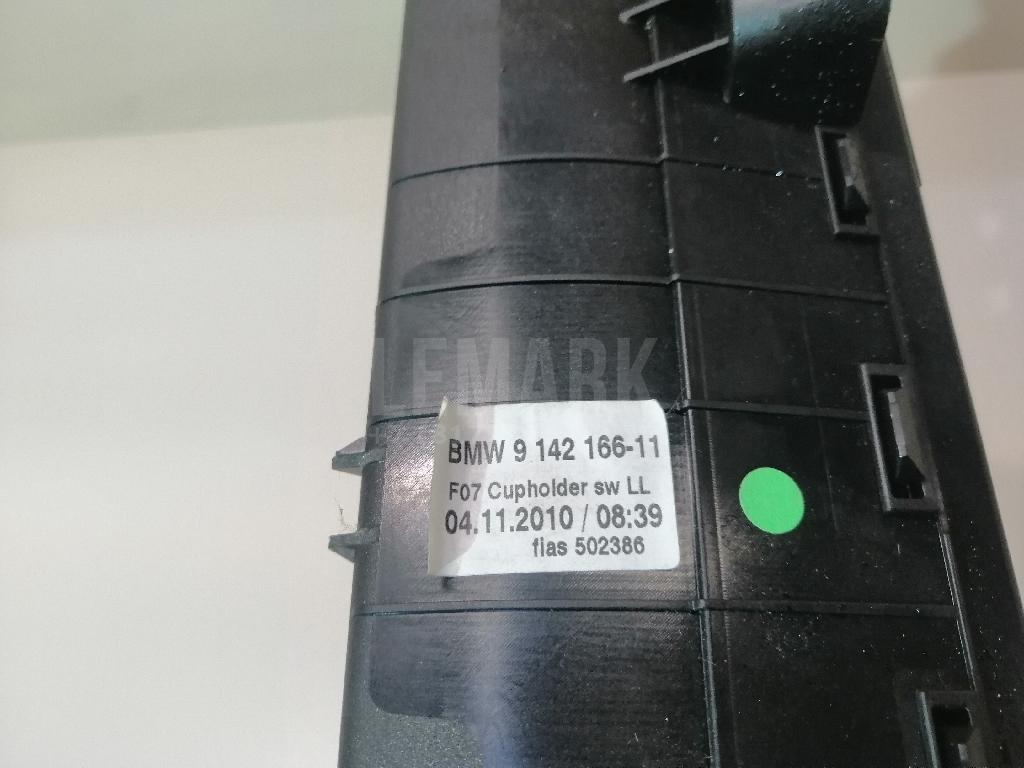 LEMARK
BMW 9 142 166-11
F07 Cupholder sw LL
04.11.2010 / 08:39
fias 502386